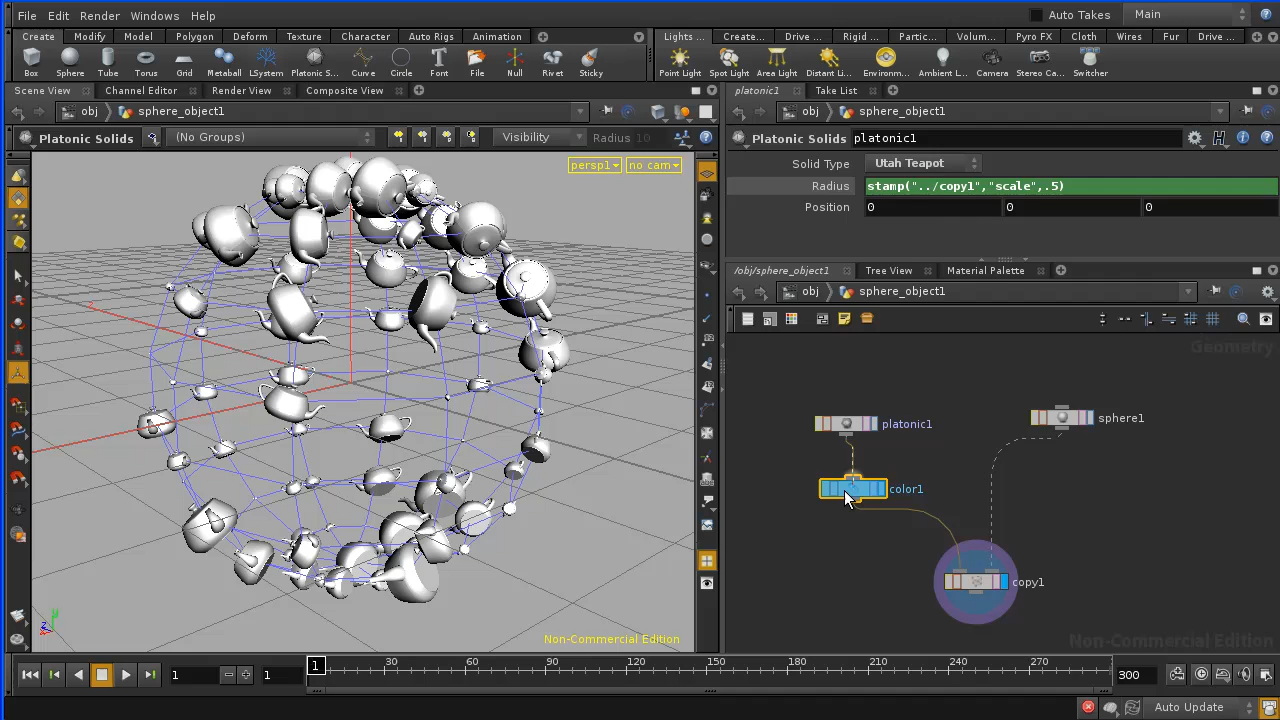 File Edit Render Windows Help Auto Takes Main
Create Modify Model Polygon Deform Texture Character Auto Rigs Animation Lights ... Create... Drive ... Rigid ... Partic... Volum... Pyro FX Cloth Wires Fur Drive ...
Box Sphere Tube Torus Grid Metaball LSystem Platonic S... Curve Circle Font File Null Rivet Sticky Point Light Spot Light Area Light Distant Li... Environm... Ambient L... Camera Stereo Ca... Switcher
Scene View Channel Editor Render View Composite View platonic1 Take List
obj sphere_object1 obj sphere_object1
Platonic Solids (No Groups) Visibility Radius 10 Platonic Solids platonic1
persp1 no cam Solid Type Utah Teapot
Radius stamp("../copy1","scale",.5)
Position 0 0 0
/obj/sphere_object1 Tree View Material Palette
obj sphere_object1
Geometry
platonic1 sphere1
color1
copy1
Non-Commercial Edition Non-Commercial Edition
1 1 1 30 60 90 120 150 180 210 240 270 300
Auto Update